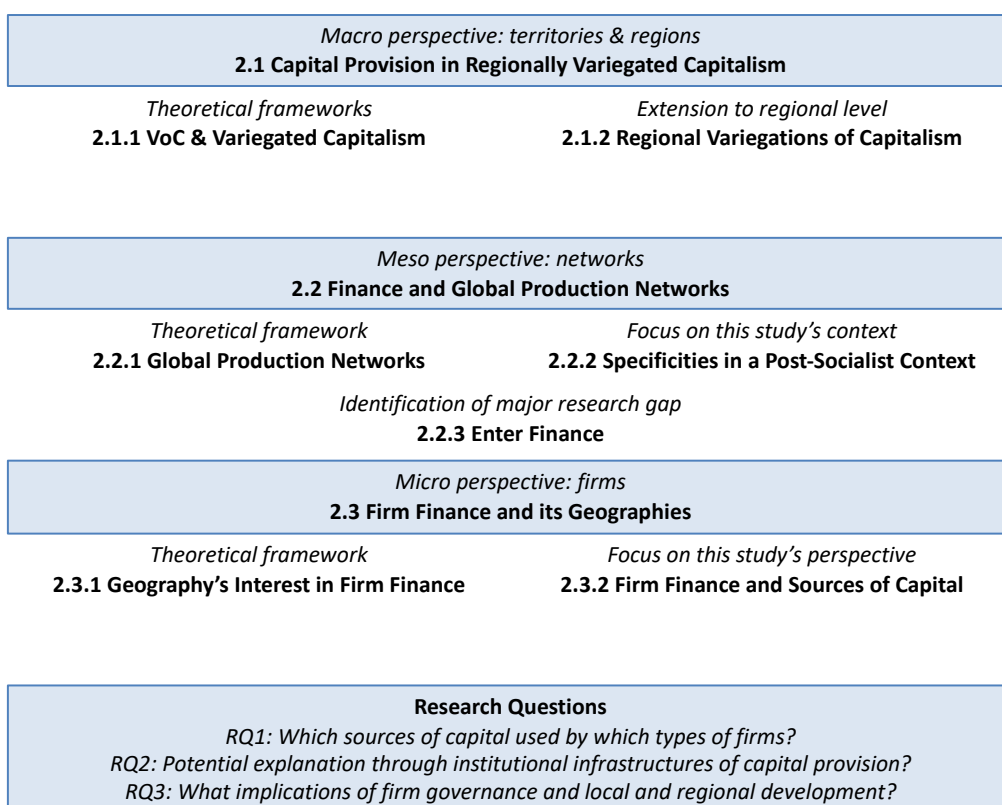 Macro perspective: territories & regions
2.1 Capital Provision in Regionally Variegated Capitalism
Theoretical frameworks
2.1.1 VoC & Variegated Capitalism
Extension to regional level
2.1.2 Regional Variegations of Capitalism
Meso perspective: networks
2.2 Finance and Global Production Networks
Theoretical framework
2.2.1 Global Production Networks
Focus on this study’s context
2.2.2 Specificities in a Post-Socialist Context
Identification of major research gap
2.2.3 Enter Finance
Micro perspective: firms
2.3 Firm Finance and its Geographies
Theoretical framework
2.3.1 Geography’s Interest in Firm Finance
Focus on this study’s perspective
2.3.2 Firm Finance and Sources of Capital
Research Questions
RQ1: Which sources of capital used by which types of firms?
RQ2: Potential explanation through institutional infrastructures of capital provision?
RQ3: What implications of firm governance and local and regional development?